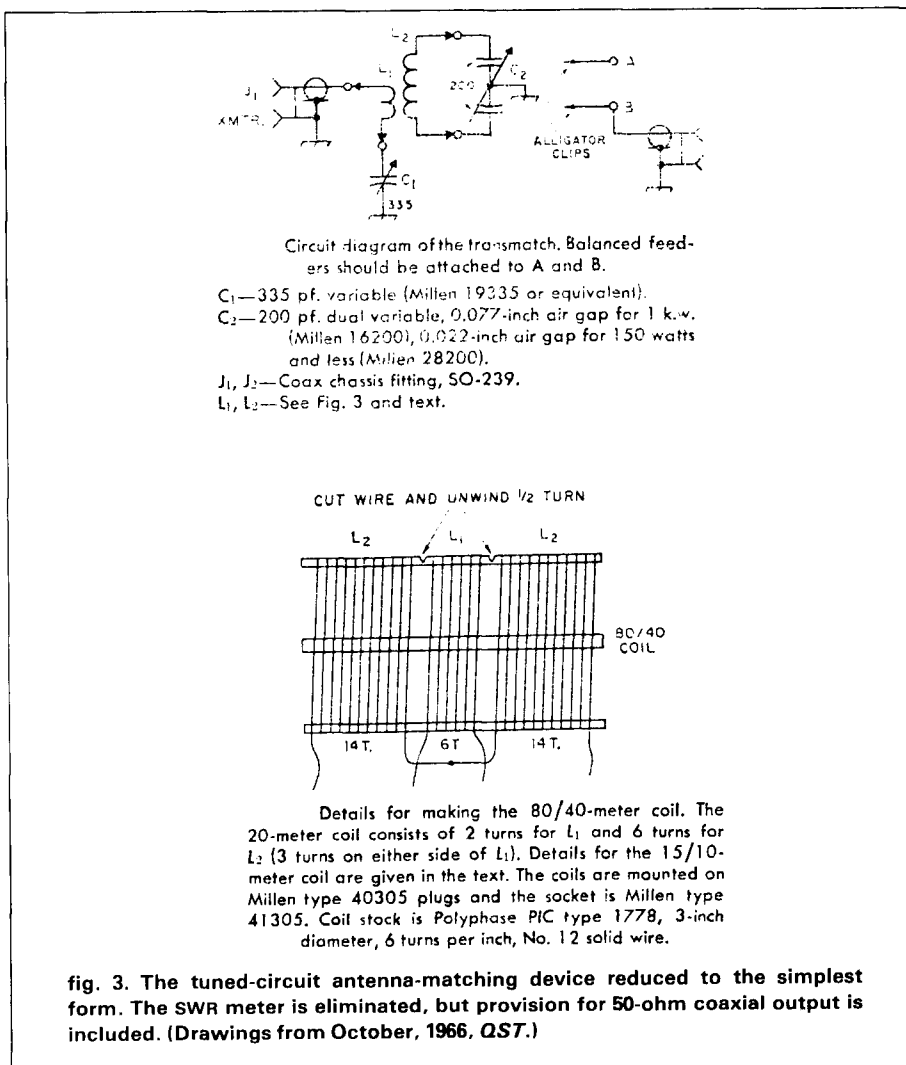 L2
L1
C2
200
J1
XMTR.
C1
335
A
B
ALLIGATOR
CLIPS
Circuit diagram of the transmatch. Balanced feed-
ers should be attached to A and B.
C1—335 pf. variable (Millen 19335 or equivalent).
C2—200 pf. dual variable, 0.077-inch air gap for 1 k.w.
(Millen 16200), 0.022-inch air gap for 150 watts
and less (Millen 28200).
J1, J2—Coax chassis fitting, SO-239.
L1, L2—See Fig. 3 and text.
CUT WIRE AND UNWIND 1/2 TURN
L2 L1 L2
80/40
COIL
14 T. 6T 14 T.
Details for making the 80/40-meter coil. The
20-meter coil consists of 2 turns for L1 and 6 turns for
L2 (3 turns on either side of L1). Details for the 15/10-
meter coil are given in the text. The coils are mounted on
Millen type 40305 plugs and the socket is Millen type
41305. Coil stock is Polyphase PIC type 1778, 3-inch
diameter, 6 turns per inch, No. 12 solid wire.
fig. 3. The tuned-circuit antenna-matching device reduced to the simplest
form. The SWR meter is eliminated, but provision for 50-ohm coaxial output is
included. (Drawings from October, 1966, QST.)